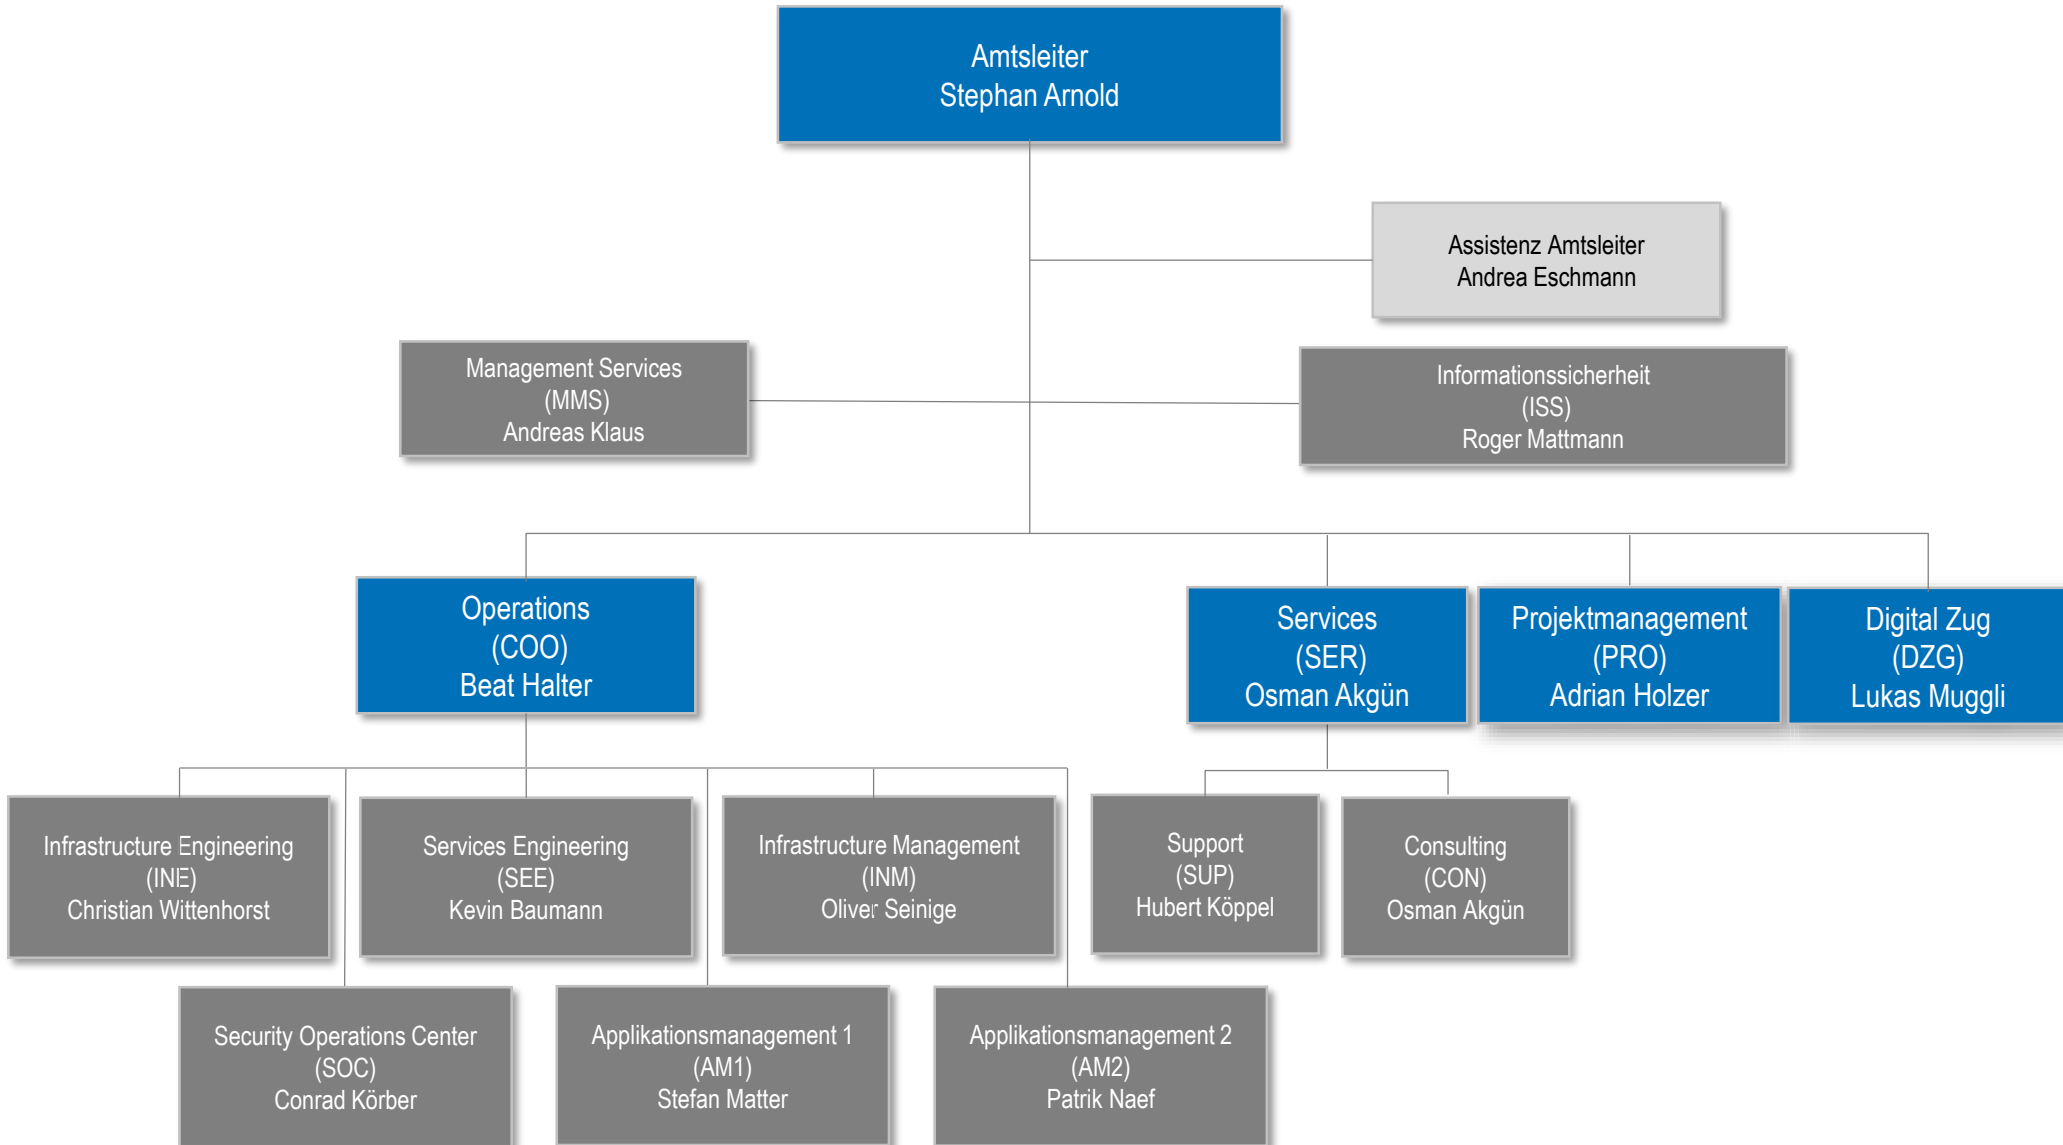 Amtsleiter
Stephan Arnold
Assistenz Amtsleiter
Andrea Eschmann
Management Services
(MMS)
Andreas Klaus
Informationssicherheit
(ISS)
Roger Mattmann
Operations
(COO)
Beat Halter
Services
(SER)
Osman Akgün
Projektmanagement
(PRO)
Adrian Holzer
Digital Zug
(DZG)
Lukas Muggli
Infrastructure Engineering
(INE)
Christian Wittenhorst
Services Engineering
(SEE)
Kevin Baumann
Infrastructure Management
(INM)
Oliver Seinige
Support
(SUP)
Hubert Köppel
Consulting
(CON)
Osman Akgün
Security Operations Center
(SOC)
Conrad Körber
Applikationsmanagement 1
(AM1)
Stefan Matter
Applikationsmanagement 2
(AM2)
Patrik Naef